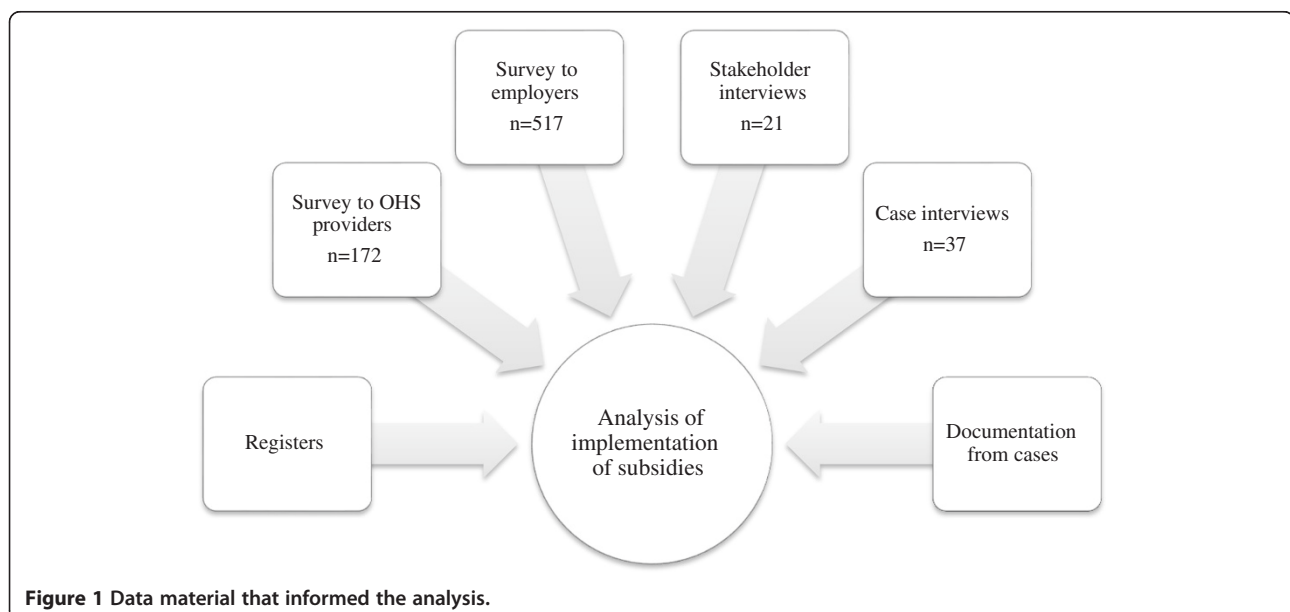 Survey to
employers
n=517
Stakeholder
interviews
n=21
Survey to OHS
providers
n=172
Case interviews
n=37
Registers
Analysis of
implementation
of subsidies
Documentation
from cases
Figure 1 Data material that informed the analysis.